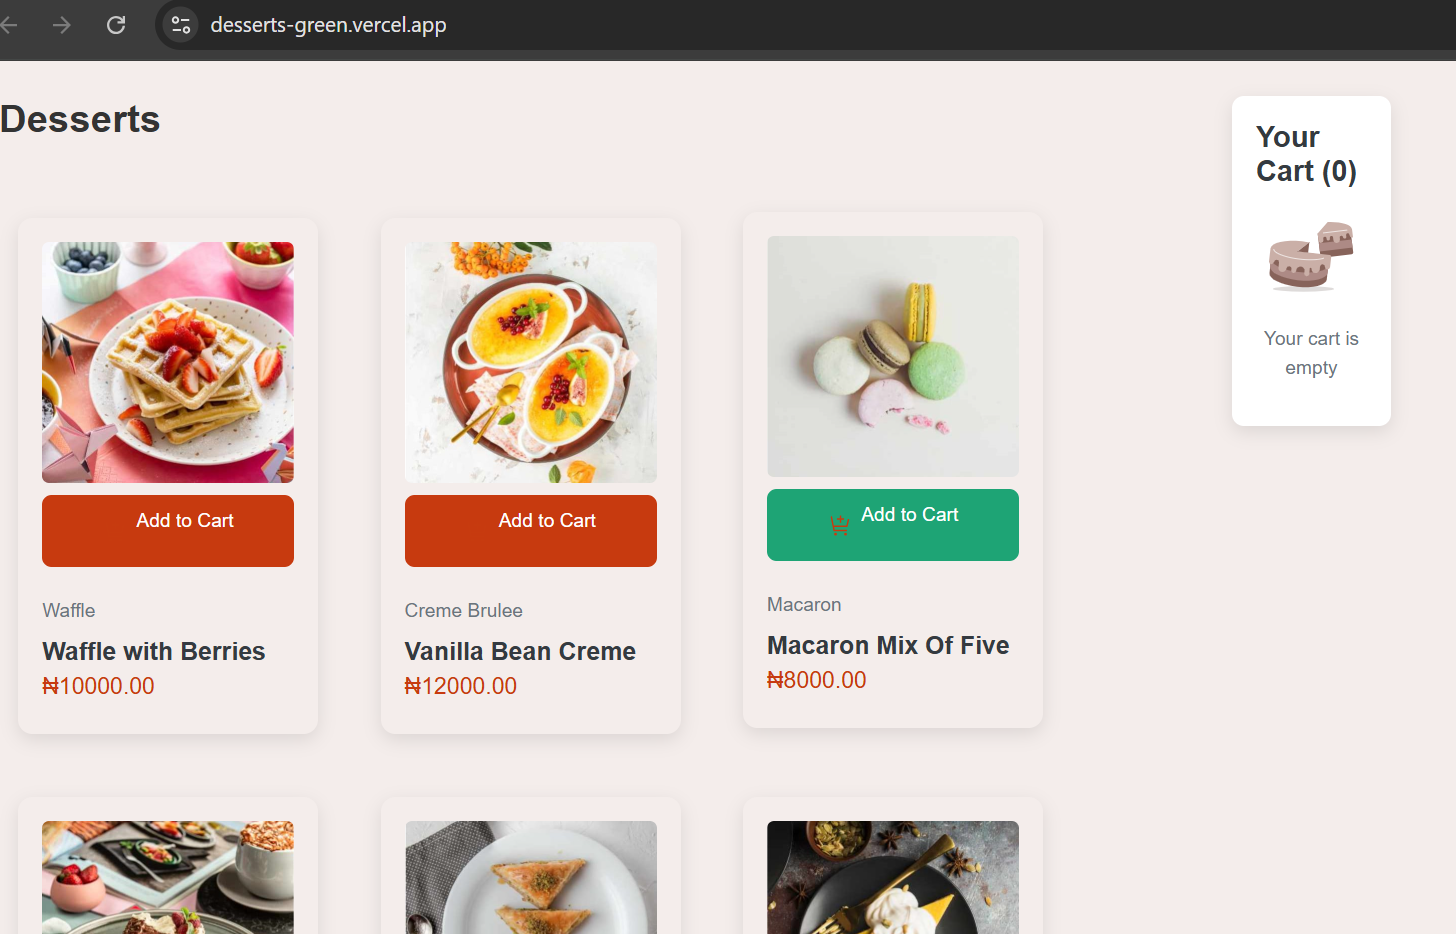 desserts-green.vercel.app
Desserts
Your
Cart (0)
Your cart is
empty
Add to Cart
Add to Cart
Add to Cart
Waffle
Creme Brulee
Macaron
Waffle with Berries
Vanilla Bean Creme
Macaron Mix Of Five
₦10000.00
₦12000.00
₦8000.00